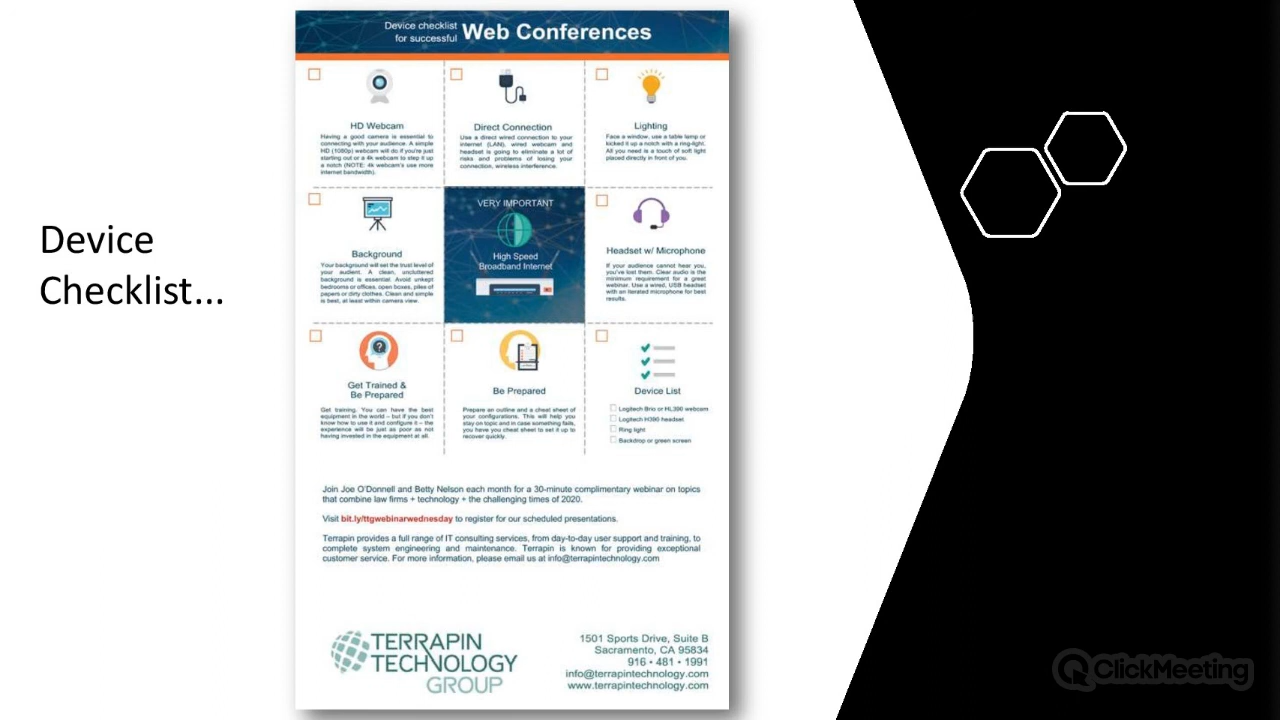 Device
Checklist...
Device checklist
for successful
Web Conferences
HD Webcam
Having a good camera is essential to
connecting with your audience. A simple
HD (1080p) webcam will do if you're just
starting out or a 4k webcam to step it up
a notch (NOTE: 4k webcam's use more
internet bandwidth).
Direct Connection
Use a direct wired connection to your
internet (LAN), wired webcam and
headset is going to eliminate a lot of
risks and problems of losing your
connection, wireless interference.
Lighting
Face a window, use a table lamp or
kicked it up a notch with a ring-light.
All you need is a touch of soft light
placed directly in front of you.
Background
Your background will set the trust level of
your audient. A clean, uncluttered
background is essential. Avoid unkept
bedrooms or offices, open boxes, piles of
papers or dirty clothes. Clean and simple
is best, at least within camera view.
VERY IMPORTANT
High Speed
Broadband Internet
Headset w/ Microphone
If your audience cannot hear you,
you've lost them. Clear audio is the
minimum requirement for a great
webinar. Use a wired, USB headset
with an iterated microphone for best
results.
Get Trained &
Be Prepared
Get training. You can have the best
equipment in the world – but if you don't
know how to use it and configure it – the
experience will be just as poor as not
having invested in the equipment at all.
Be Prepared
Prepare an outline and a cheat sheet of
your configurations. This will help you
stay on topic and in case something fails,
you have you cheat sheet to set it up to
recover quickly.
Device List
Logitech Brio or HL390 webcam
Logitech H390 headset
Ring light
Backdrop or green screen
Join Joe O'Donnell and Betty Nelson each month for a 30-minute complimentary webinar on topics
that combine law firms + technology + the challenging times of 2020.
Visit bit.ly/ttgwebinarwednesday to register for our scheduled presentations.
Terrapin provides a full range of IT consulting services, from day-to-day user support and training, to
complete system engineering and maintenance. Terrapin is known for providing exceptional
customer service. For more information, please email us at info@terrapintechnology.com
TERRAPIN
TECHNOLOGY
GROUP
1501 Sports Drive, Suite B
Sacramento, CA 95834
916 • 481 • 1991
info@terrapintechnology.com
www.terrapintechnology.com
ClickMeeting